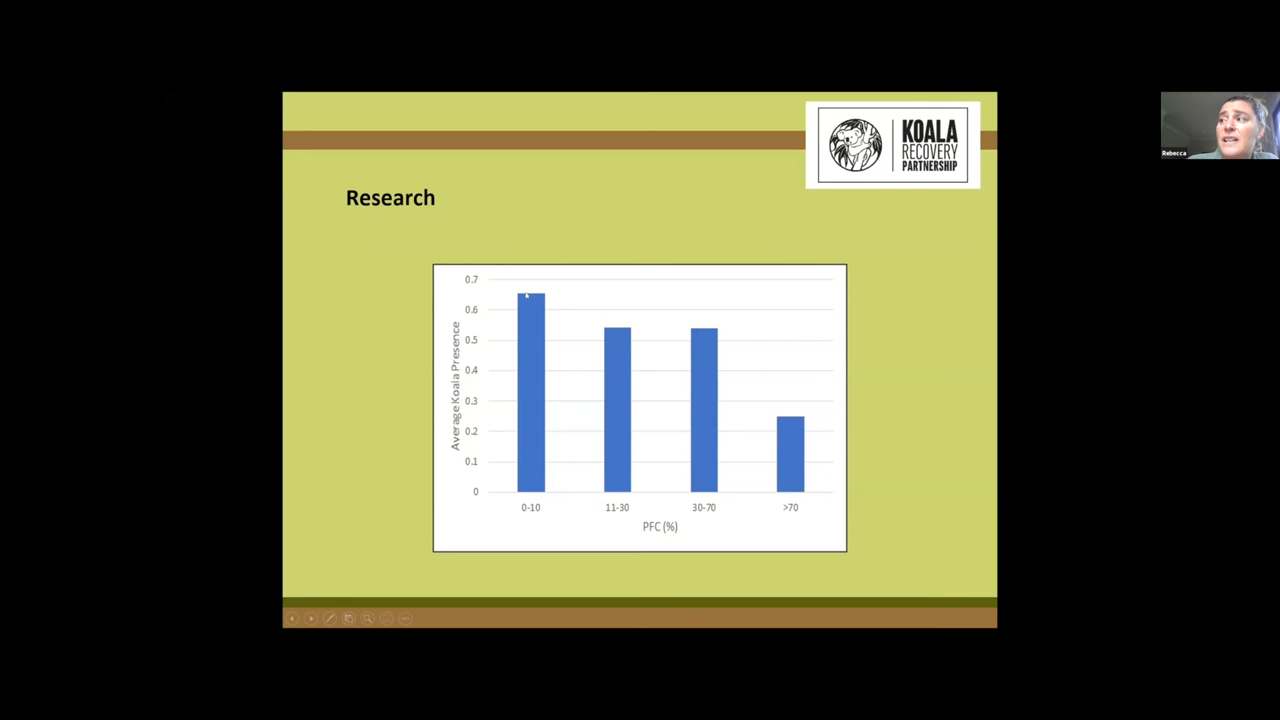 KOALA
RECOVERY
PARTNERSHIP
Rebecca
Research
0.7
0.6
0.5
0.4
0.3
0.2
0.1
0
Average Koala Presence
0-10
11-30
30-70
>70
PFC (%)